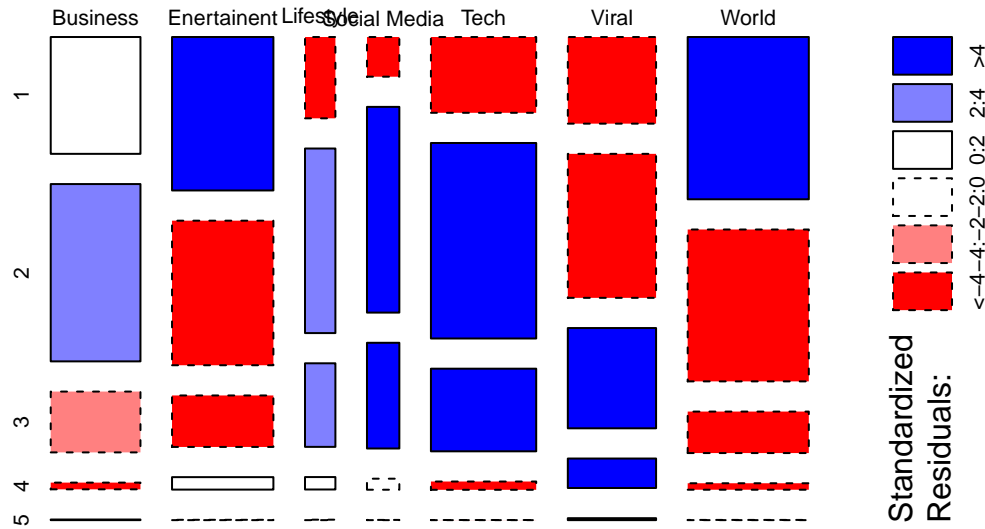 Business
Enertainent
Lifestyle
Social Media
Tech
Viral
World
1
2
3
4
5
Standardized
Residuals:
<−4
−4:−2
−2:0
0:2
2:4
>4